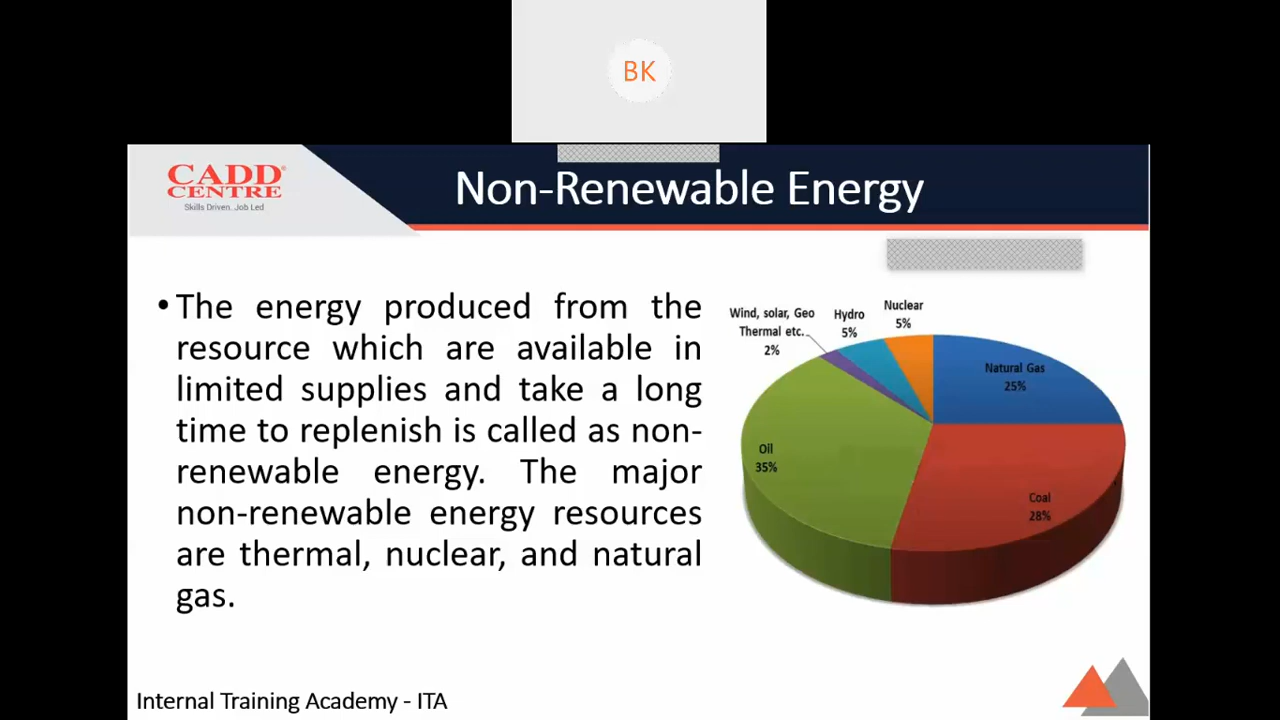 BK
CADD
CENTRE
Skills Driven. Job Led
Non-Renewable Energy
• The energy produced from the
resource which are available in
limited supplies and take a long
time to replenish is called as non-
renewable energy. The major
non-renewable energy resources
are thermal, nuclear, and natural
gas.
Wind, solar, Geo
Thermal etc.
2%
Hydro
5%
Nuclear
5%
Natural Gas
25%
Oil
35%
Coal
28%
Internal Training Academy - ITA